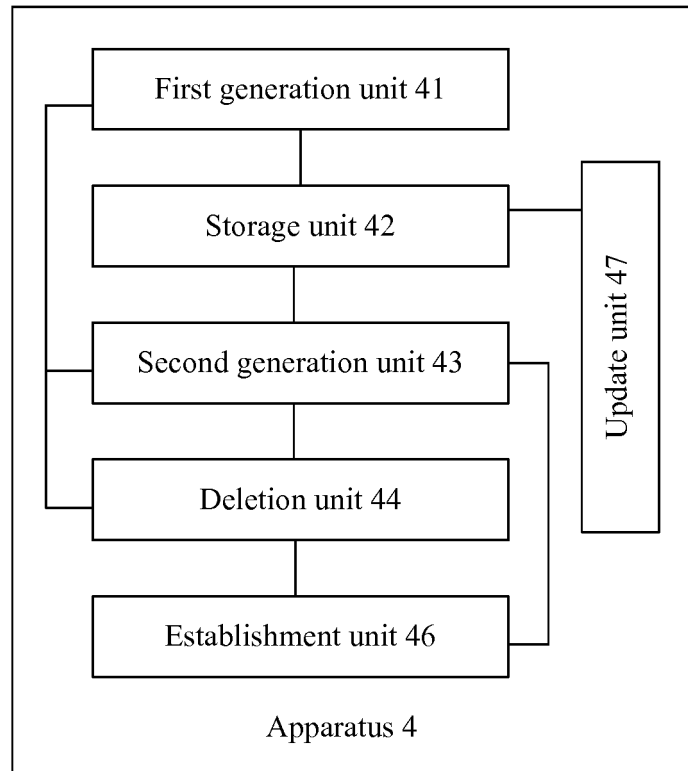 First generation unit 41
Storage unit 42
Update unit 47
Second generation unit 43
Deletion unit 44
Establishment unit 46
Apparatus 4